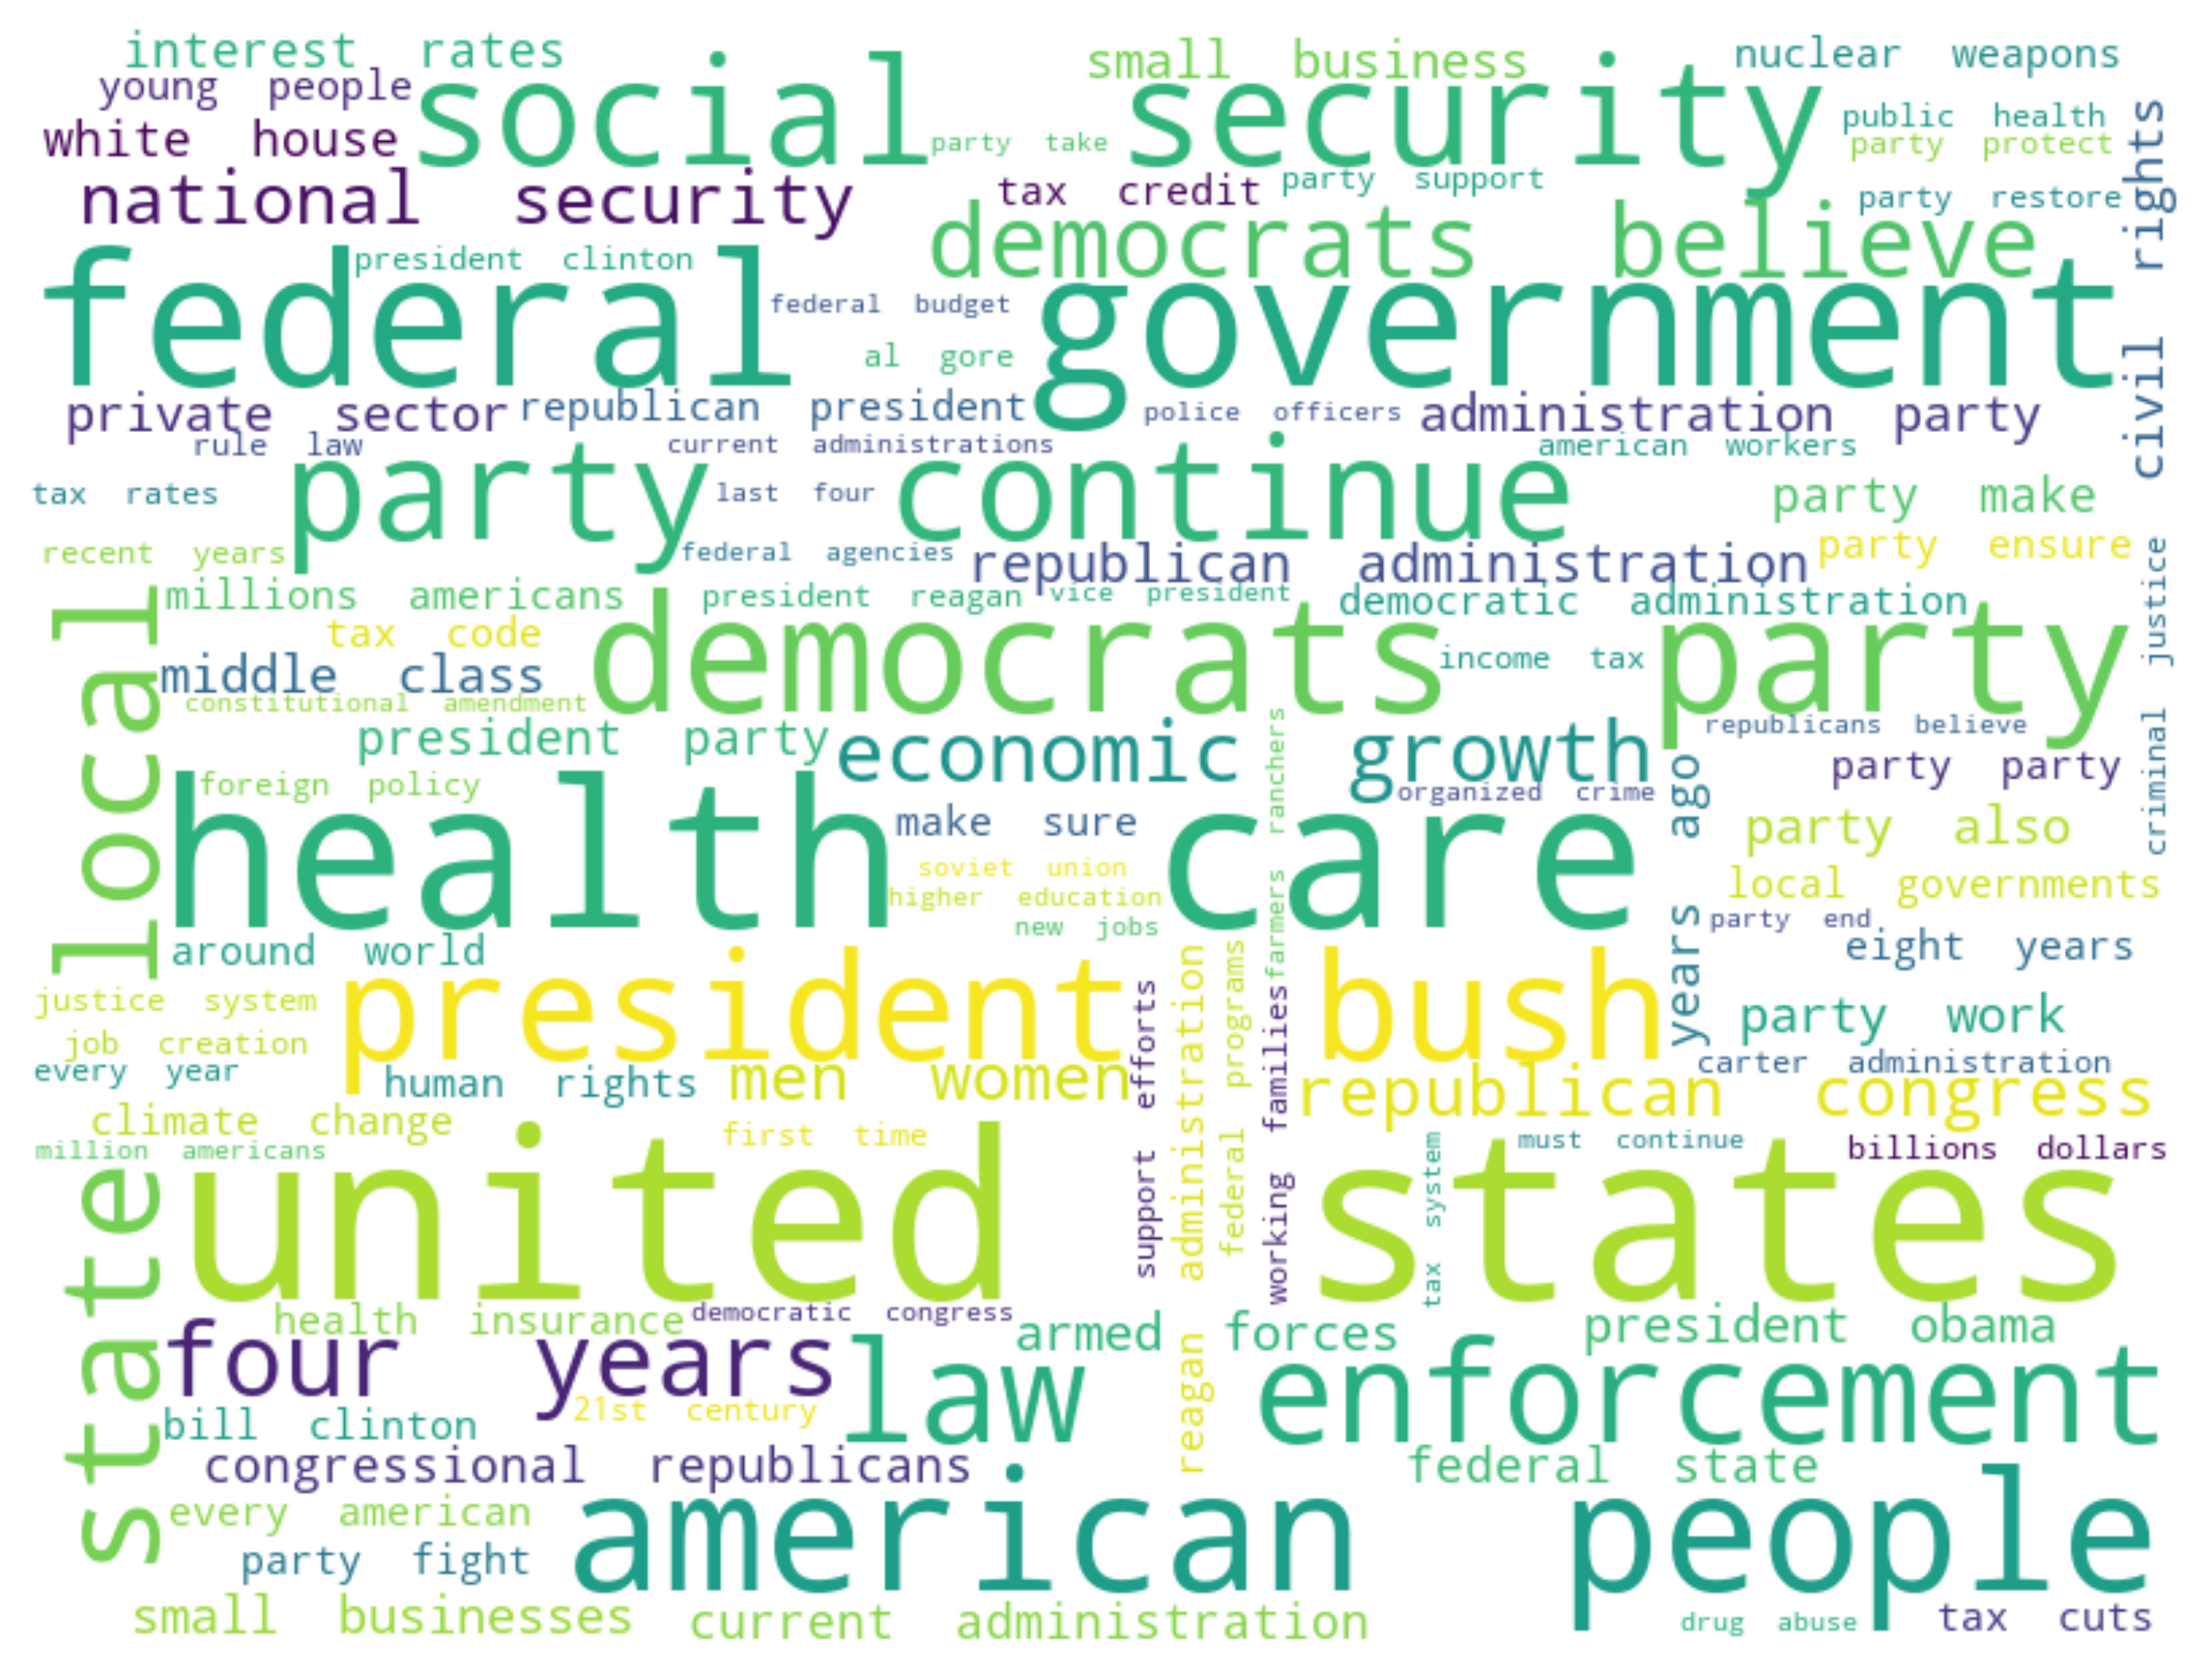 interest rates
small business
nuclear weapons
young people
social security
public health
white house
party take
party protect
civil rights
national security
tax credit
party support
party restore
democrats believe
president clinton
federal government
federal budget
al gore
private sector
republican president
police officers
administration party
rule law
current administrations
american workers
party continue
tax rates
last four
party make
recent years
federal agencies
republican administration
party ensure
criminal justice
state local
millions americans
president reagan
vice president
democratic administration
tax code
democrats party
middle class
income tax
constitutional amendment
president party
economic growth
republicans believe
party party
foreign policy
farmers ranchers
organized crime
years ago
health care
make sure
party also
soviet union
local governments
higher education
new jobs
party end
around world
eight years
president bush
justice system
support efforts
reagan administration
federal programs
working families
party work
job creation
every year
human rights
men women
carter administration
republican congress
climate change
first time
must continue
million americans
billions dollars
united states
tax system
health insurance
democratic congress
armed forces
president obama
four years
law enforcement
21st century
bill clinton
congressional republicans
federal state
every american
american people
party fight
small businesses
current administration
drug abuse
tax cuts